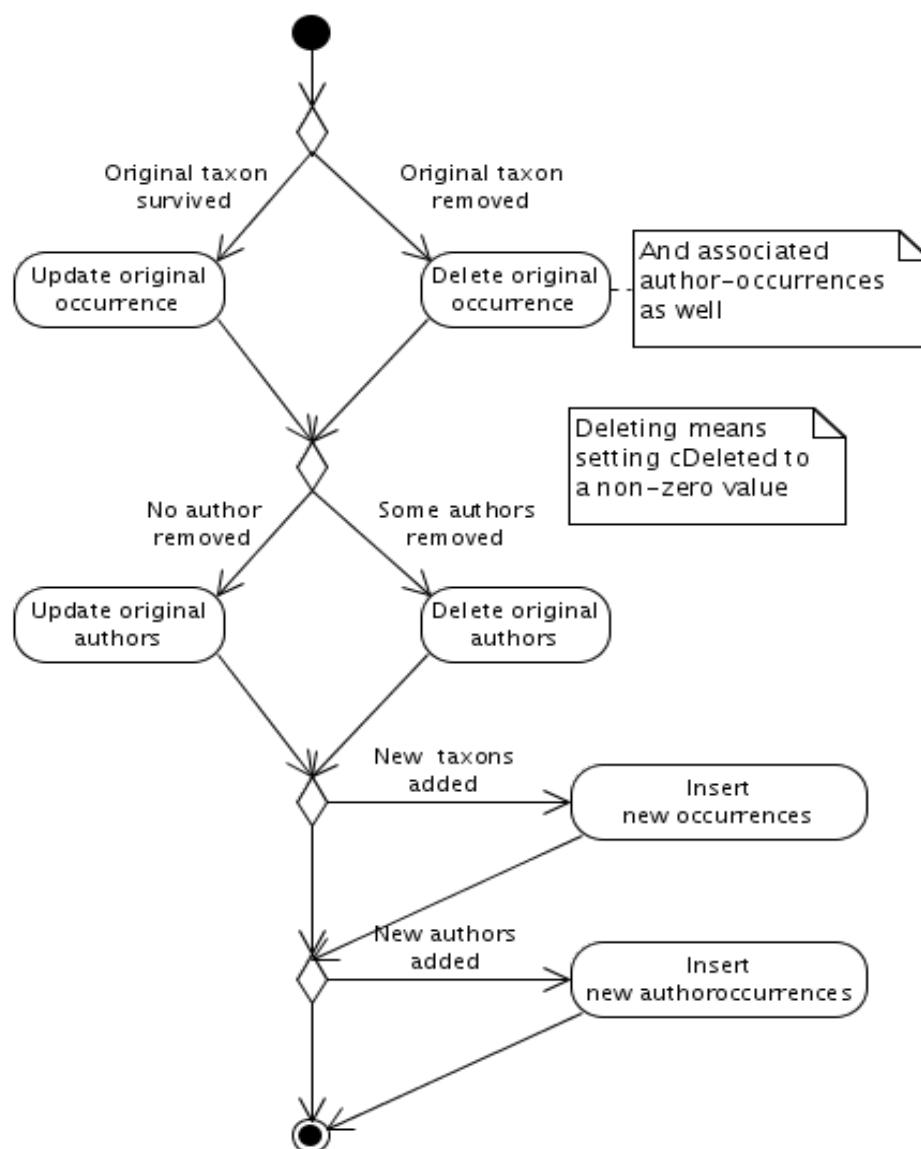 Original taxon
survived
Original taxon
removed
Update original
occurrence
Delete original
occurrence
And associated
author-occurrences
as well
Deleting means
setting cDeleted to
a non-zero value
No author
removed
Some authors
removed
Update original
authors
Delete original
authors
New taxons
added
Insert
new occurrences
New authors
added
Insert
new authoroccurrences